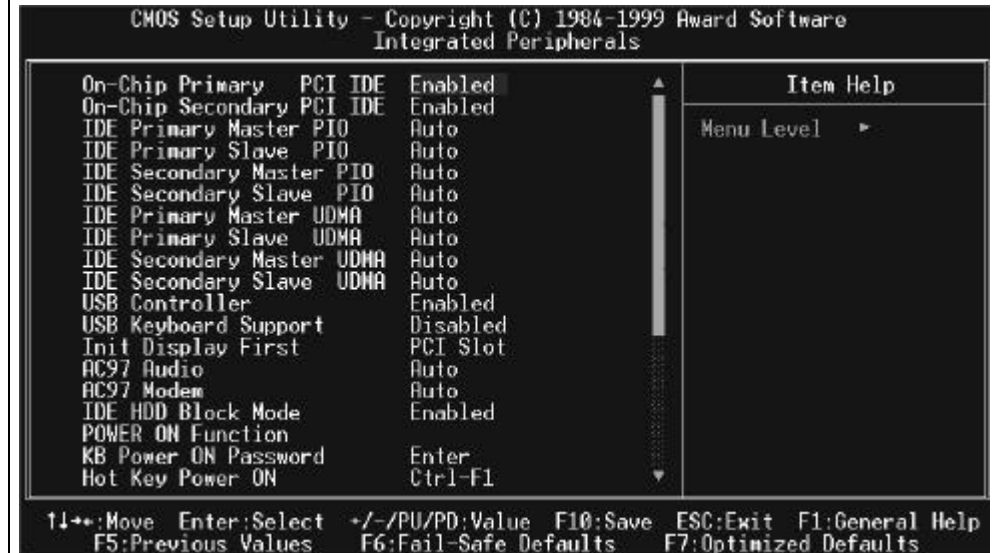 CMOS Setup Utility - Copyright (C) 1984-1999 Award Software
Integrated Peripherals
Item Help
Menu Level ►
On-Chip Primary PCI IDE Enabled
On-Chip Secondary PCI IDE Enabled
IDE Primary Master PIO Auto
IDE Primary Slave PIO Auto
IDE Secondary Master PIO Auto
IDE Secondary Slave PIO Auto
IDE Primary Master UDMA Auto
IDE Primary Slave UDMA Auto
IDE Secondary Master UDMA Auto
IDE Secondary Slave UDMA Auto
USB Controller Enabled
USB Keyboard Support Disabled
Init Display First PCI Slot
AC97 Audio Auto
AC97 Modem Auto
IDE HDD Block Mode Enabled
POWER ON Function
KB Power ON Password Enter
Hot Key Power ON Ctrl-F1
↑↓→←:Move Enter:Select +/-/PU/PD:Value F10:Save ESC:Exit F1:General Help
F5:Previous Values F6:Fail-Safe Defaults F7:Optimized Defaults